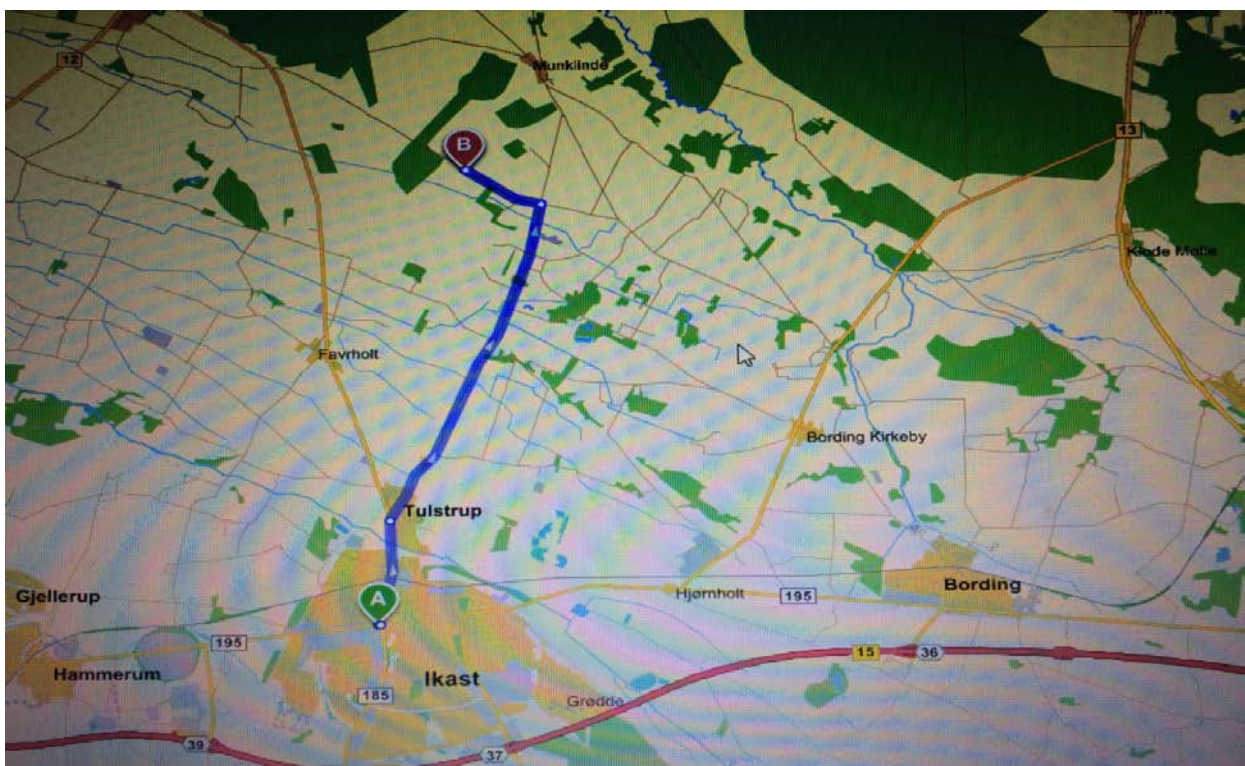 12
Munklinde
B
13
Klode Mølle
Favrholt
Bording Kirkeby
Tulstrup
A
Gjellerup
Hjørnholt
195
Bording
195
Hammerum
Ikast
185
15
36
Grødde
39
37